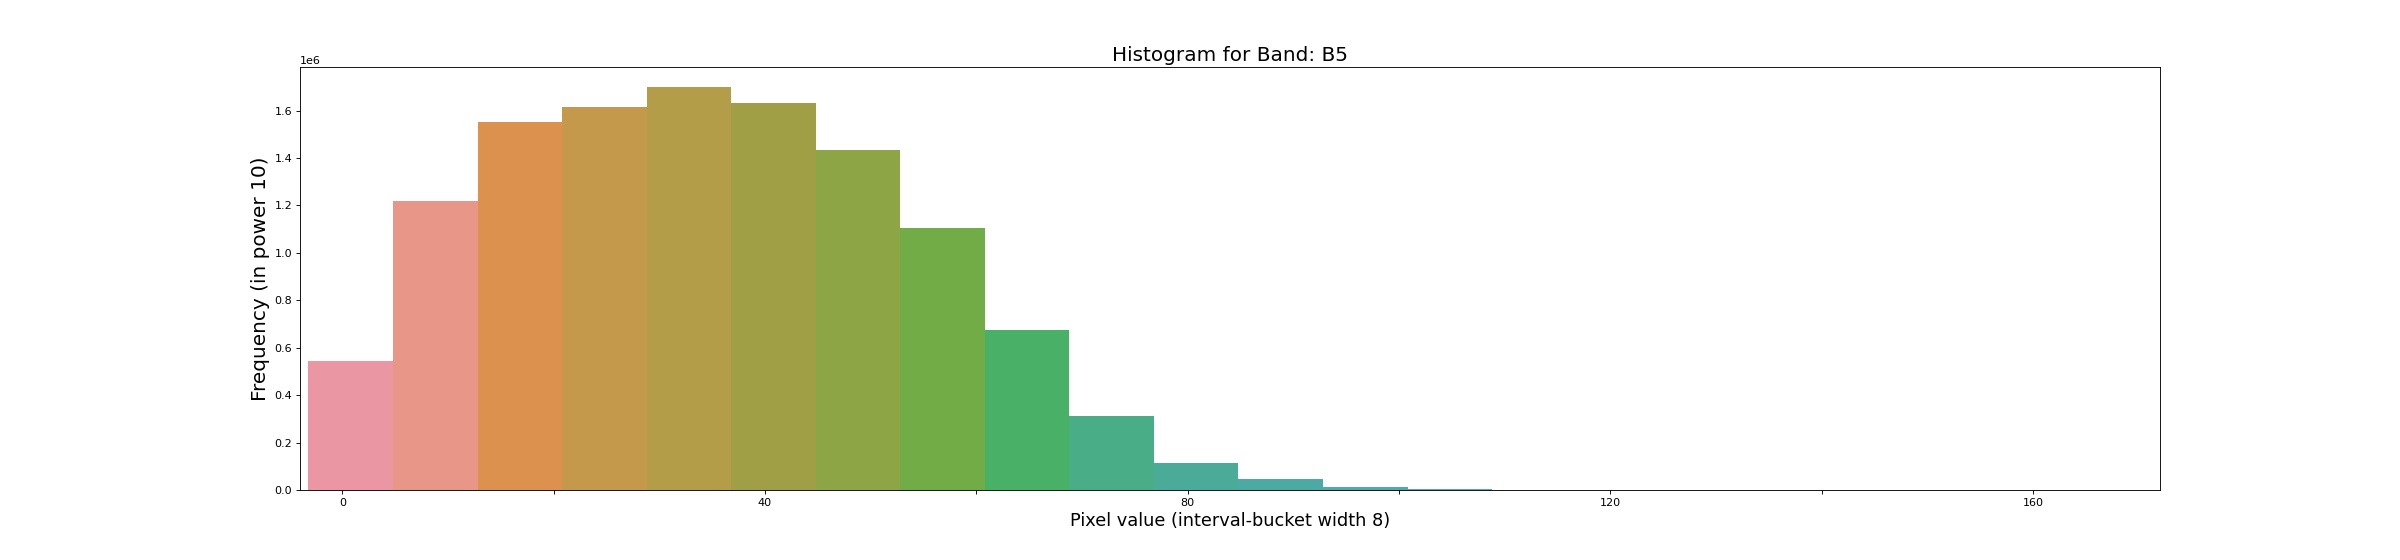 Histogram for Band: B5
1e6
Frequency (in power 10)
1.6
1.4
1.2
1.0
0.8
0.6
0.4
0.2
0.0
0 40 80 120 160
Pixel value (interval-bucket width 8)